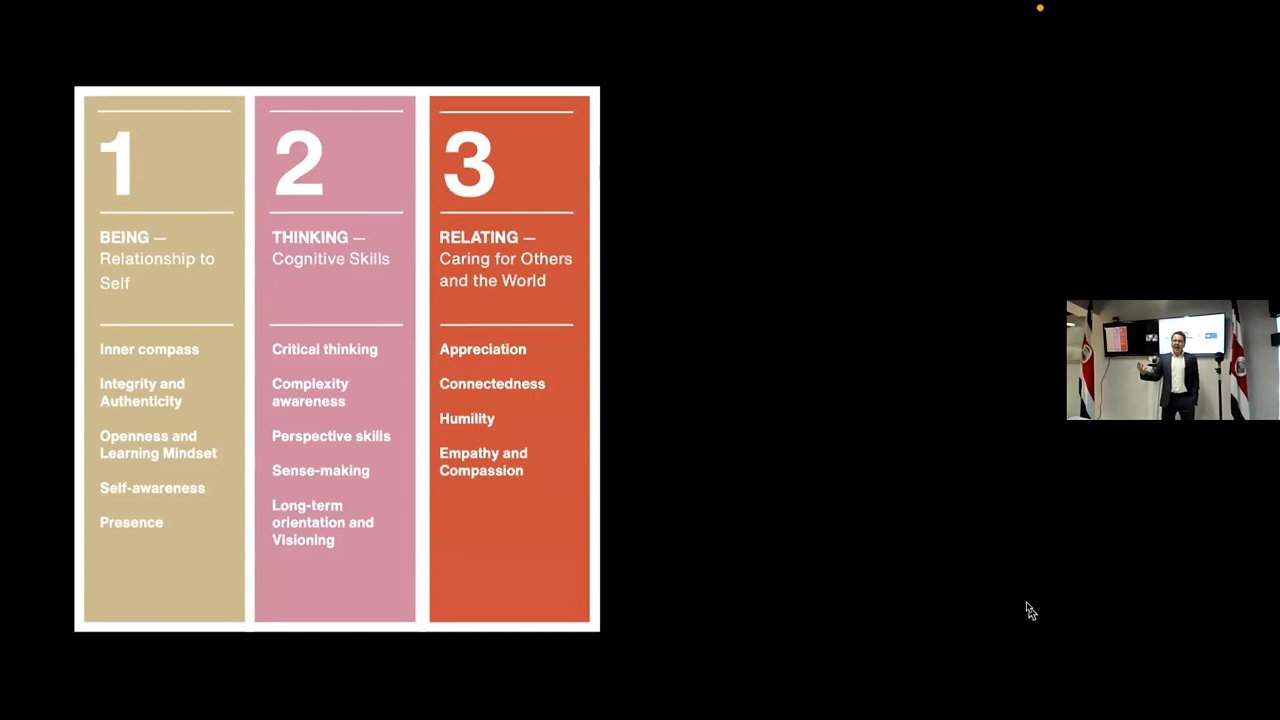 1
BEING —
Relationship to
Self
Inner compass
Integrity and
Authenticity
Openness and
Learning Mindset
Self-awareness
Presence
2
THINKING —
Cognitive Skills
Critical thinking
Complexity
awareness
Perspective skills
Sense-making
Long-term
orientation and
Visioning
3
RELATING —
Caring for Others
and the World
Appreciation
Connectedness
Humility
Empathy and
Compassion